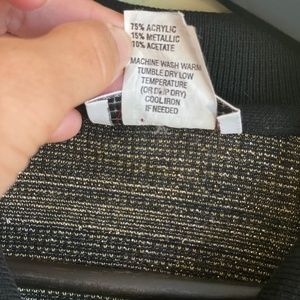 75% ACRYLIC
15% METALLIC
10% ACETATE
MACHINE WASH WARM
TUMBLE DRY LOW
TEMPERATURE
(OR DRIP DRY)
COOL IRON
IF NEEDED